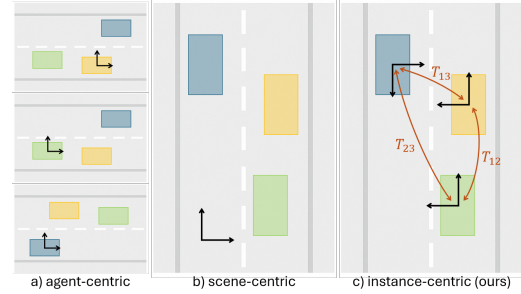 T13
T23
T12
a) agent-centric
b) scene-centric
c) instance-centric (ours)